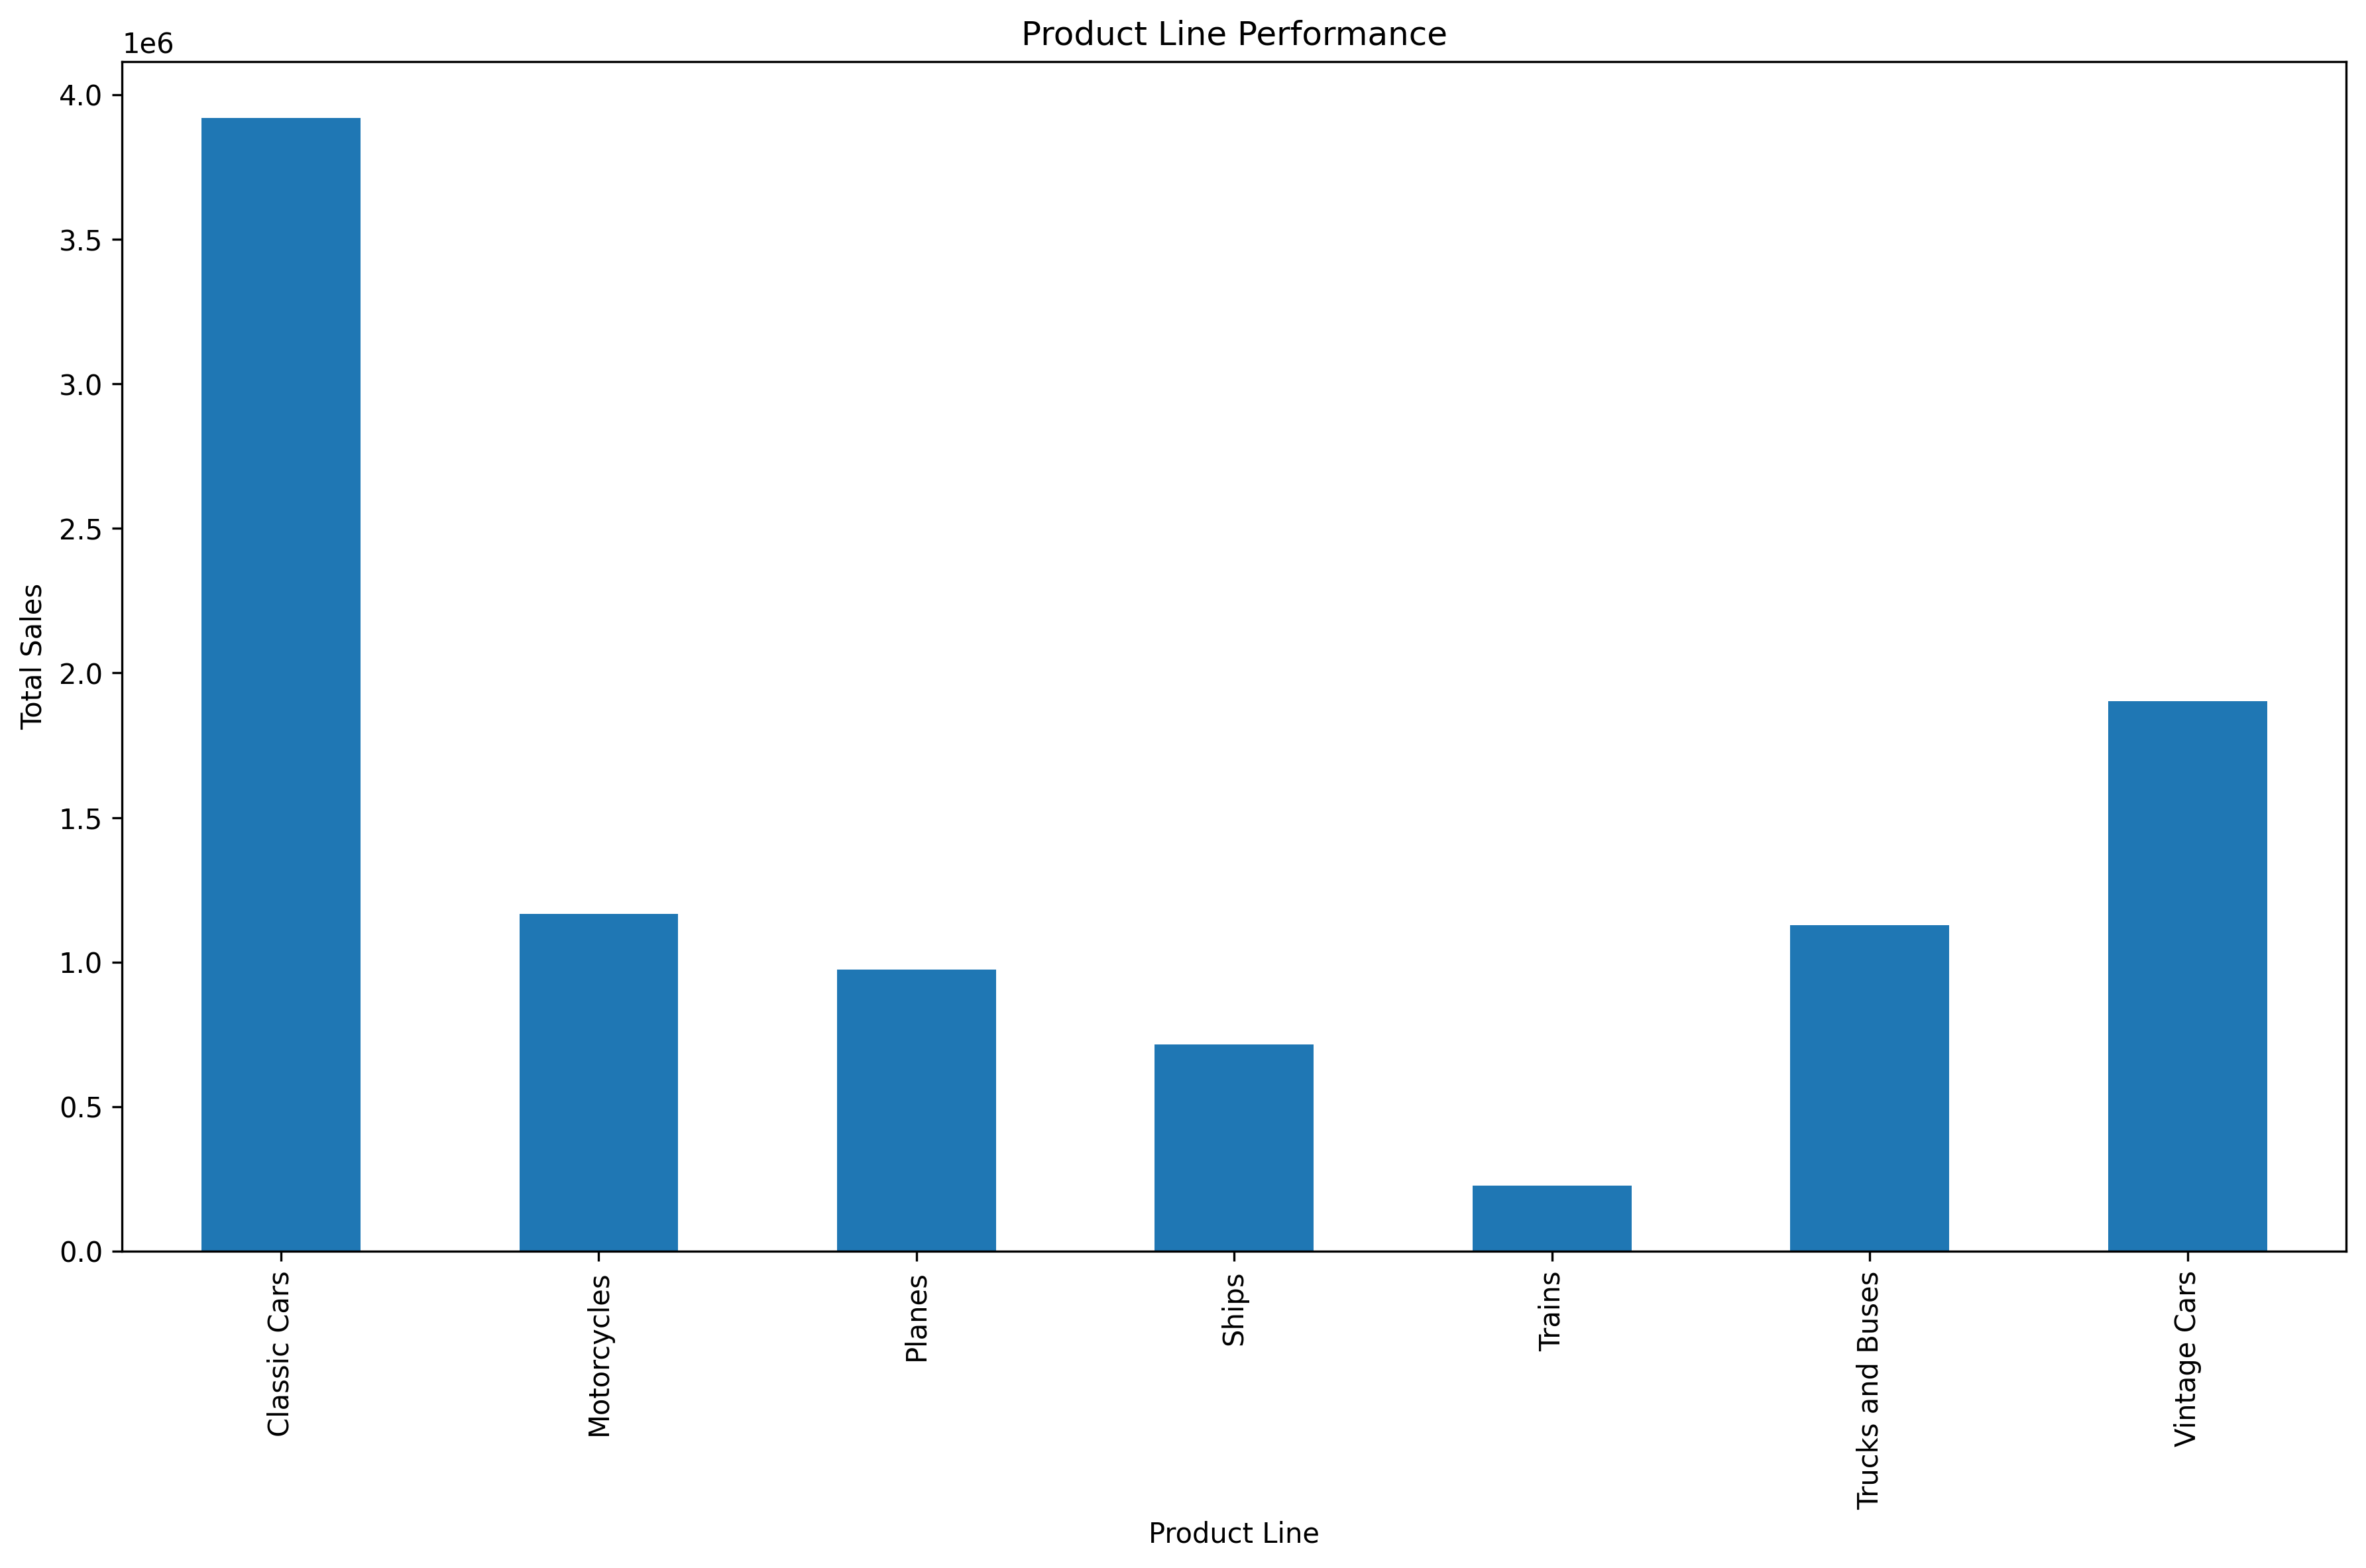 Product Line Performance
1e6
4.0
3.5
3.0
2.5
2.0
1.5
1.0
0.5
0.0
Total Sales
Classic Cars
Motorcycles
Planes
Ships
Trains
Trucks and Buses
Vintage Cars
Product Line